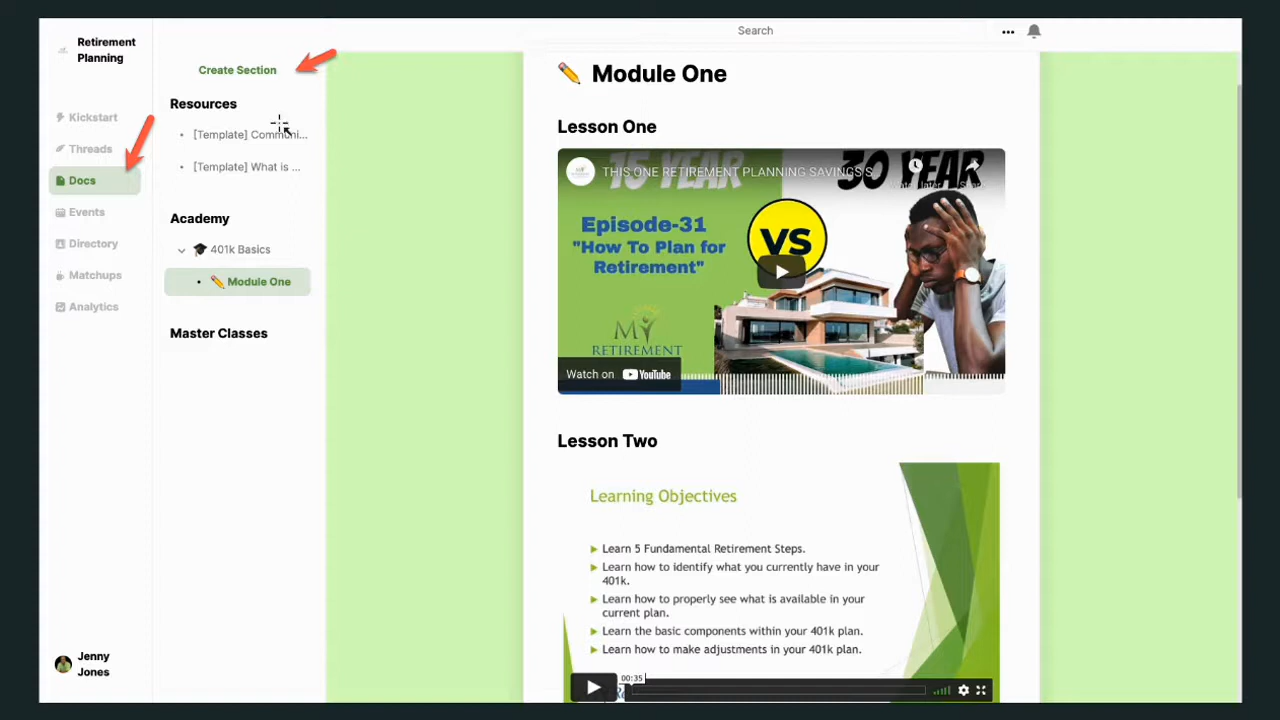 Retirement
Planning
Search
Create Section
Resources
[Template] Communi...
[Template] What is ...
Kickstart
Threads
Docs
Events
Directory
Matchups
Analytics
Academy
401k Basics
Module One
Master Classes
Jenny
Jones
Module One
Lesson One
THIS ONE RETIREMENT PLANNING SAVINGS S
15 YEAR
30 YEAR
Episode-31
"How To Plan for
Retirement"
VS
MY
RETIREMENT
Watch on YouTube
Lesson Two
Learning Objectives
Learn 5 Fundamental Retirement Steps.
Learn how to identify what you currently have in your
401k.
Learn how to properly see what is available in your
current plan.
Learn the basic components within your 401k plan.
Learn how to make adjustments in your 401k plan.
00:35